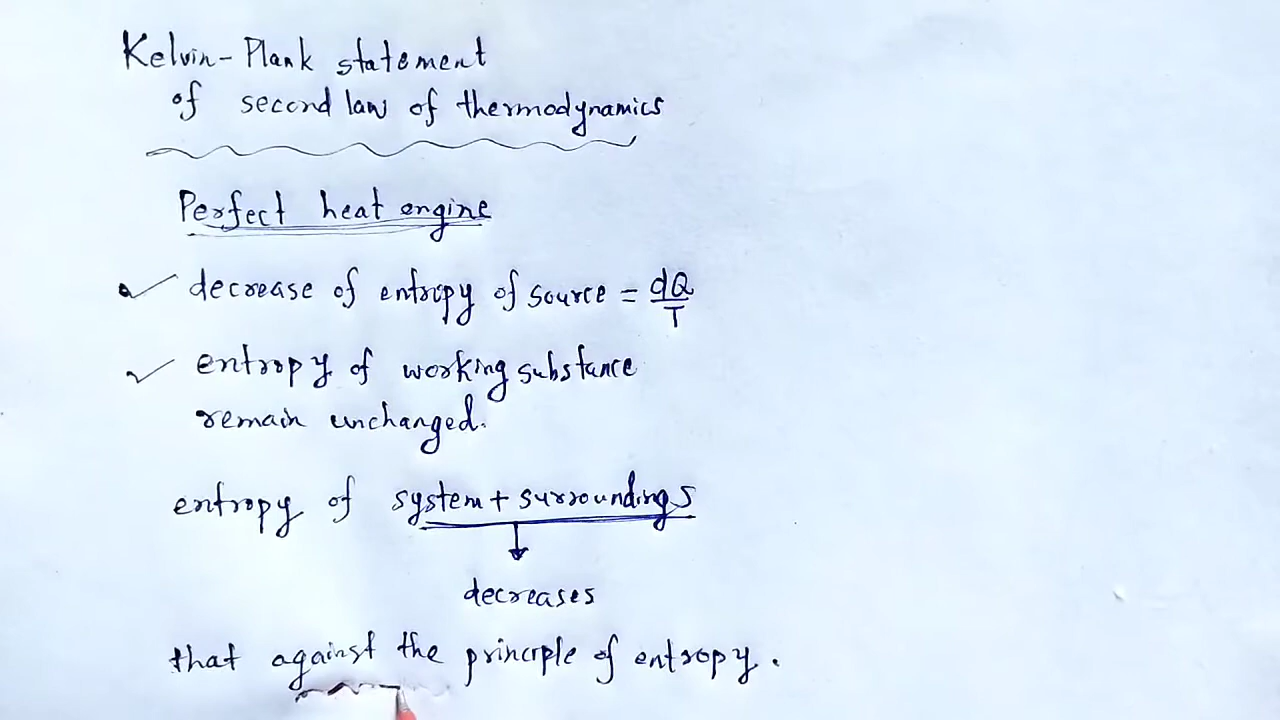 Kelvin-Plank statement
of second law of thermodynamics
Perfect heat engine
decrease of entropy of source = dQ/T
entropy of working substance
remain unchanged.
entropy of system + surroundings
decreases
that against the principle of entropy.